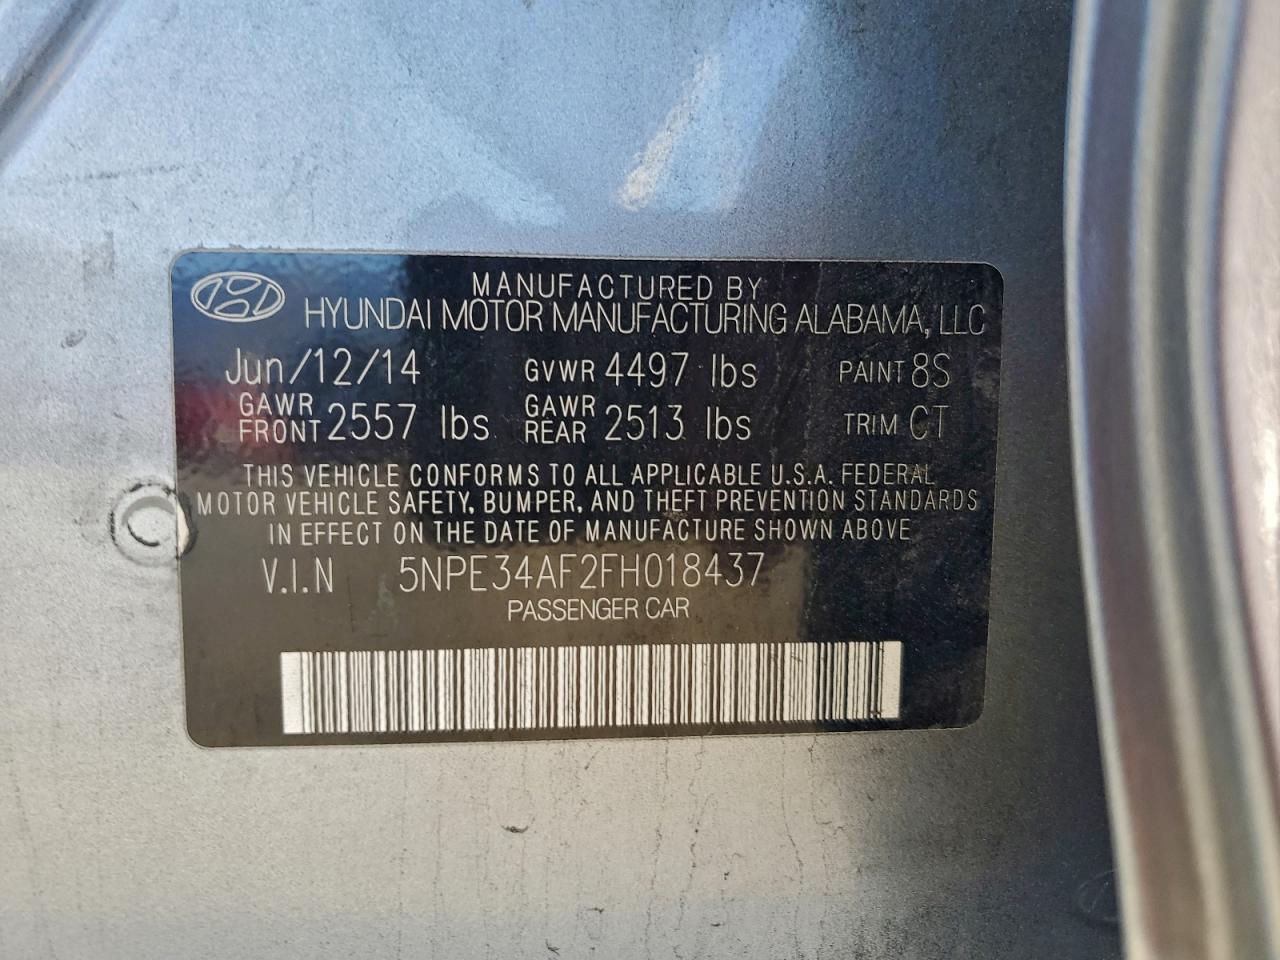 MANUFACTURED BY
HYUNDAI MOTOR MANUFACTURING ALABAMA, LLC
Jun/12/14 GVWR 4497 lbs PAINT 8S
GAWR FRONT 2557 lbs GAWR REAR 2513 lbs TRIM CT
THIS VEHICLE CONFORMS TO ALL APPLICABLE U.S.A. FEDERAL
MOTOR VEHICLE SAFETY, BUMPER, AND THEFT PREVENTION STANDARDS
IN EFFECT ON THE DATE OF MANUFACTURE SHOWN ABOVE
V.I.N 5NPE34AF2FH018437
PASSENGER CAR